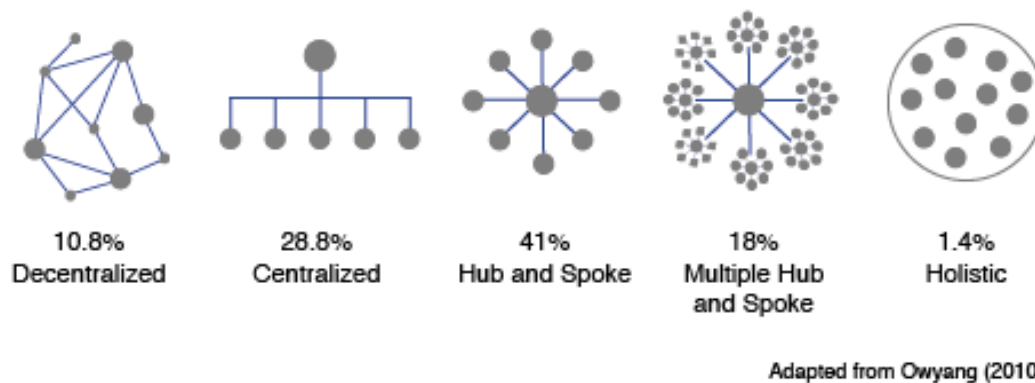 10.8%
Decentralized
28.8%
Centralized
41%
Hub and Spoke
18%
Multiple Hub
and Spoke
1.4%
Holistic
Adapted from Owyang (2010